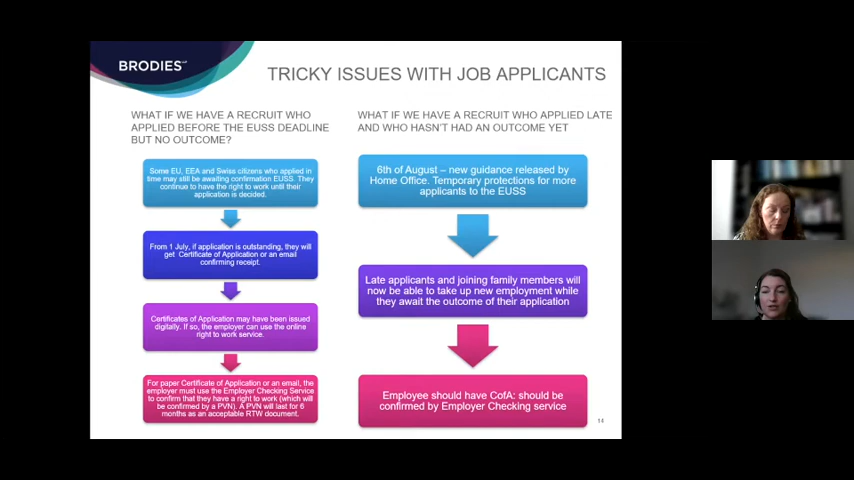 BRODIES LLP
TRICKY ISSUES WITH JOB APPLICANTS
WHAT IF WE HAVE A RECRUIT WHO
APPLIED BEFORE THE EUSS DEADLINE
BUT NO OUTCOME?
Some EU, EEA and Swiss citizens who applied in
time may still be awaiting confirmation EUSS. They
continue to have the right to work until their
application is decided.
From 1 July, if application is outstanding, they will
get Certificate of Application or an email
confirming receipt.
Certificates of Application may have been issued
digitally. If so, the employer can use the online
right to work service.
For paper Certificate of Application or an email, the
employer must use the Employer Checking Service
to confirm that they have a right to work (which will
be confirmed by a PVN). A PVN will last for 6
months as an acceptable RTW document.
WHAT IF WE HAVE A RECRUIT WHO APPLIED LATE
AND WHO HASN'T HAD AN OUTCOME YET
6th of August – new guidance released by
Home Office. Temporary protections for more
applicants to the EUSS
Late applicants and joining family members will
now be able to take up new employment while
they await the outcome of their application
Employee should have CofA: should be
confirmed by Employer Checking service
14